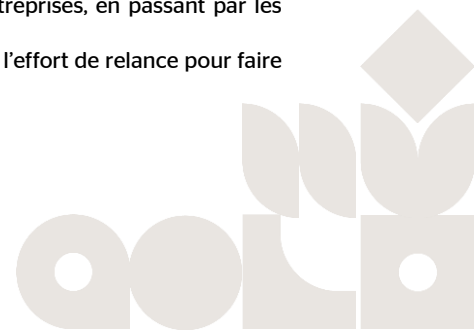 treprises, en passant par les
l'effort de relance pour faire